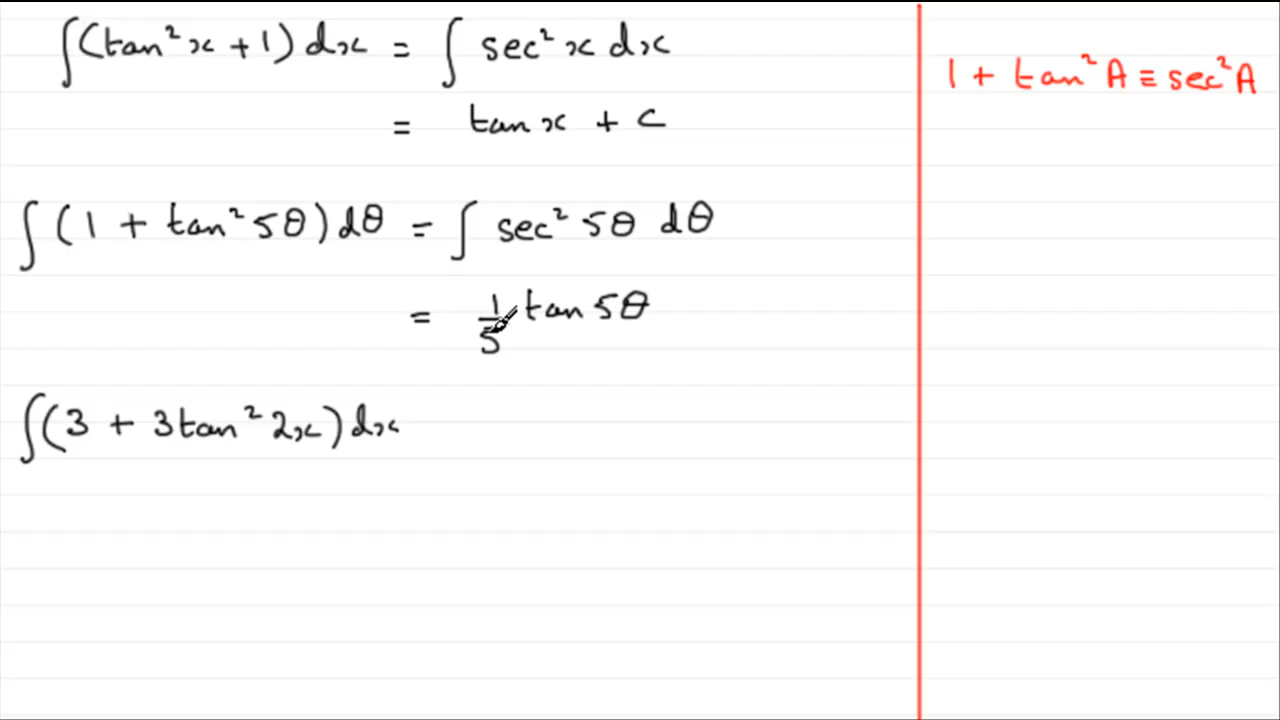 ∫(tan²x + 1) dx = ∫ sec²x dx
1 + tan²A ≡ sec²A
= tan x + c
∫(1 + tan²5θ)dθ = ∫ sec²5θ dθ
= 1/5 tan 5θ
∫(3 + 3tan²2x)dx